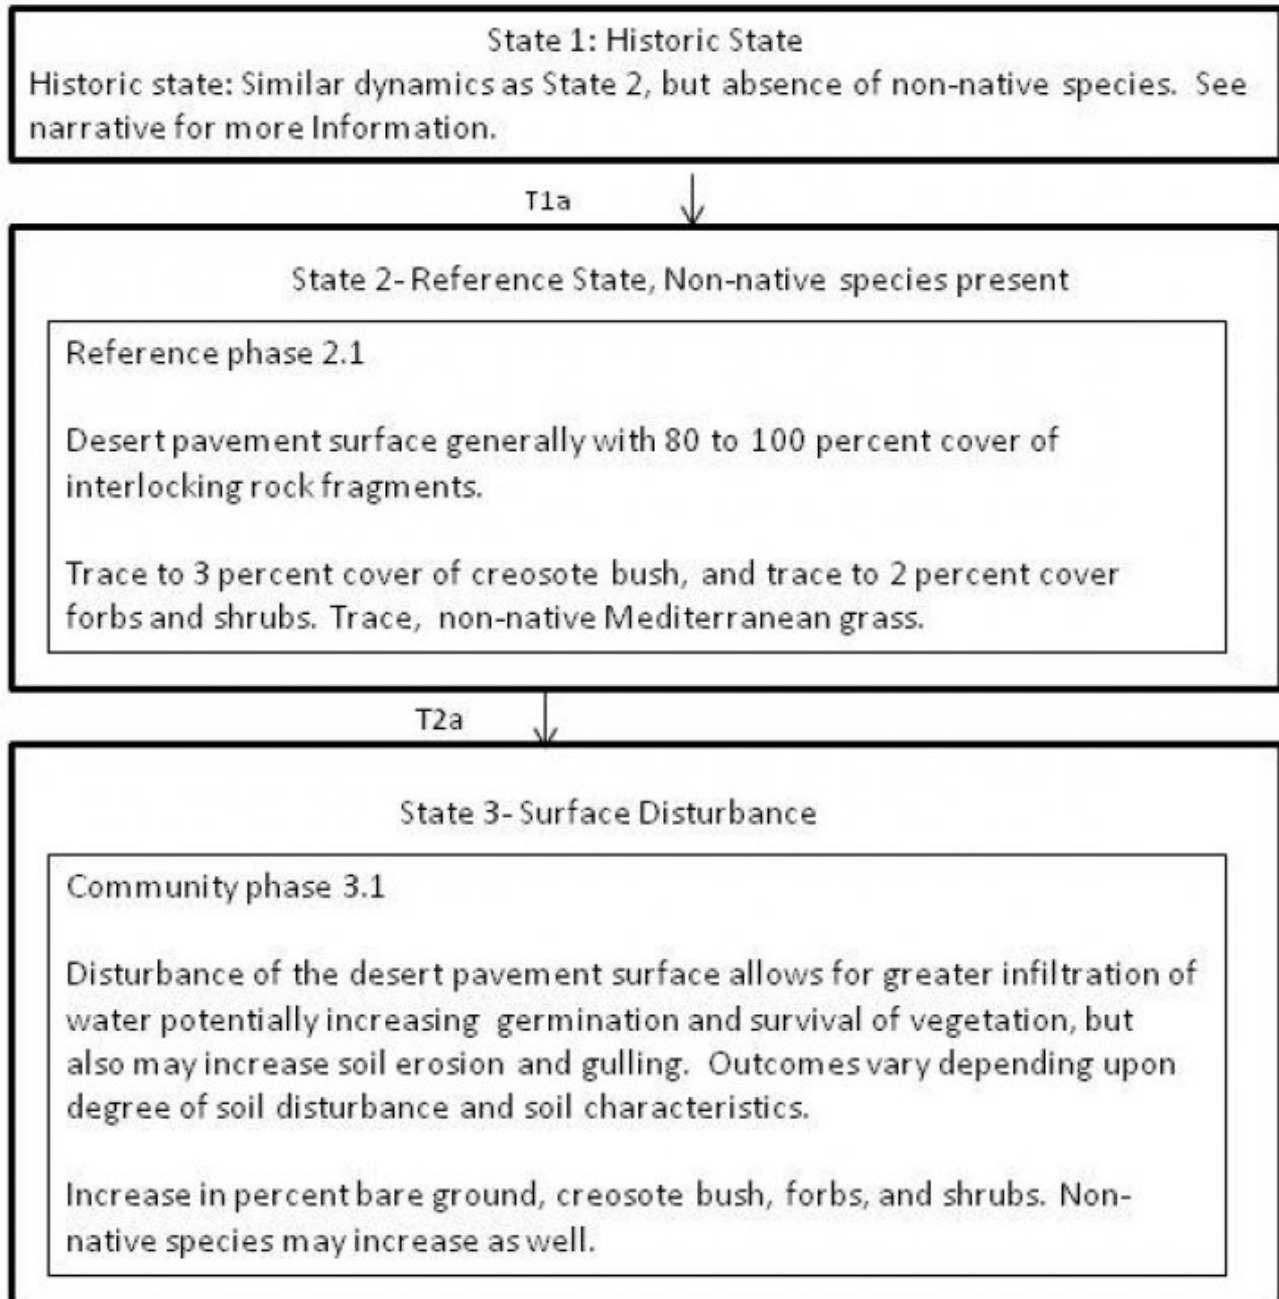 State 1: Historic State
Historic state: Similar dynamics as State 2, but absence of non-native species.  See
narrative for more Information.
T1a
State 2- Reference State, Non-native species present
Reference phase 2.1
Desert pavement surface generally with 80 to 100 percent cover of
interlocking rock fragments.
Trace to 3 percent cover of creosote bush, and trace to 2 percent cover
forbs and shrubs. Trace,  non-native Mediterranean grass.
T2a
State 3- Surface Disturbance
Community phase 3.1
Disturbance of the desert pavement surface allows for greater infiltration of
water potentially increasing  germination and survival of vegetation, but
also may increase soil erosion and gulling.  Outcomes vary depending upon
degree of soil disturbance and soil characteristics.
Increase in percent bare ground, creosote bush, forbs, and shrubs. Non-
native species may increase as well.